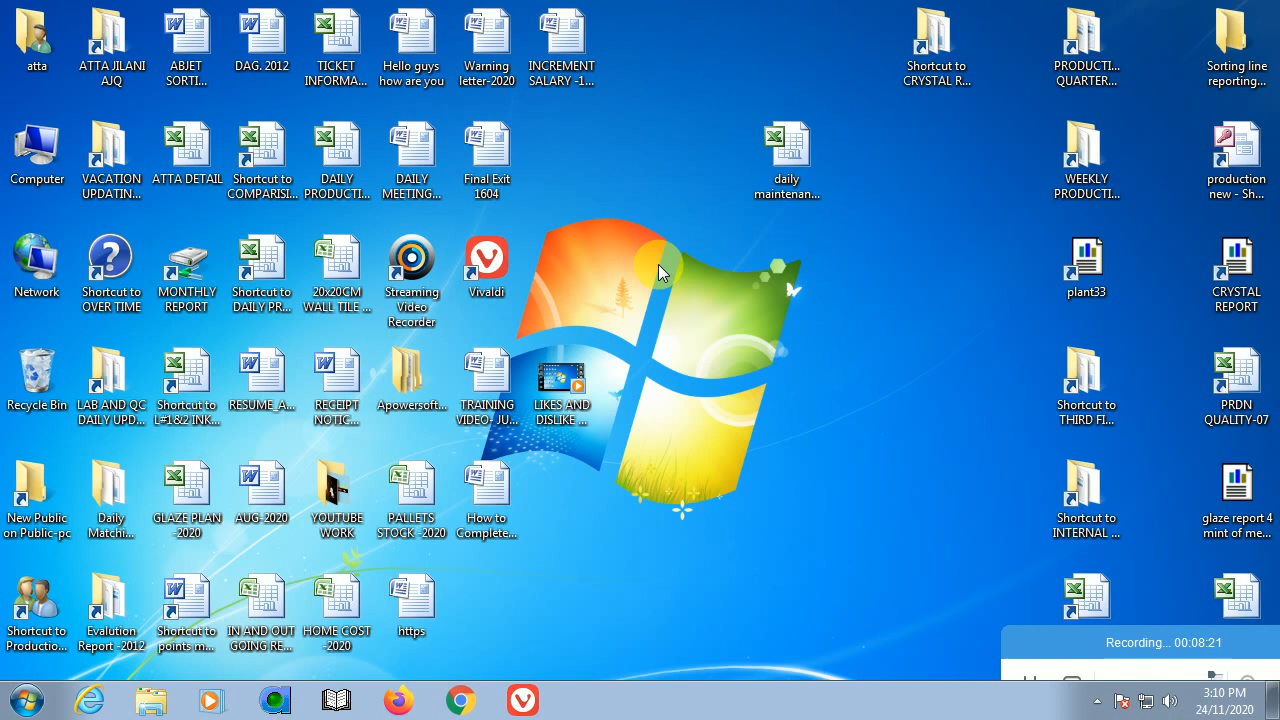 atta
ATTA JILANI
AJQ
ABJET
SORTI...
DAG. 2012
TICKET
INFORMA...
Hello guys
how are you
Warning
letter-2020
INCREMENT
SALARY -1...
Shortcut to
CRYSTAL R...
PRODUCTI...
QUARTER...
Sorting line
reporting...
Computer
VACATION
UPDATIN...
ATTA DETAIL
Shortcut to
COMPARISI...
DAILY
PRODUCTI...
DAILY
MEETING...
Final Exit
1604
daily
maintenan...
WEEKLY
PRODUCTI...
production
new - Sh...
Network
Shortcut to
OVER TIME
MONTHLY
REPORT
Shortcut to
DAILY PR...
20x20CM
WALL TILE ...
Streaming
Video
Recorder
Vivaldi
plant33
CRYSTAL
REPORT
Recycle Bin
LAB AND QC
DAILY UPD...
Shortcut to
L#1&2 INK...
RESUME_A...
RECEIPT
NOTIC...
Apowersoft...
TRAINING
VIDEO- JU...
LIKES AND
DISLIKE ...
Shortcut to
THIRD FI...
PRDN
QUALITY-07
New Public
on Public-pc
Daily
Matchi...
GLAZE PLAN
-2020
AUG-2020
YOUTUBE
WORK
PALLETS
STOCK -2020
How to
Complete...
Shortcut to
INTERNAL ...
glaze report 4
mint of me...
Shortcut to
Productio...
Evalution
Report -2012
Shortcut to
points m...
IN AND OUT
GOING RE...
HOME COST
-2020
https
Recording... 00:08:21
3:10 PM
24/11/2020